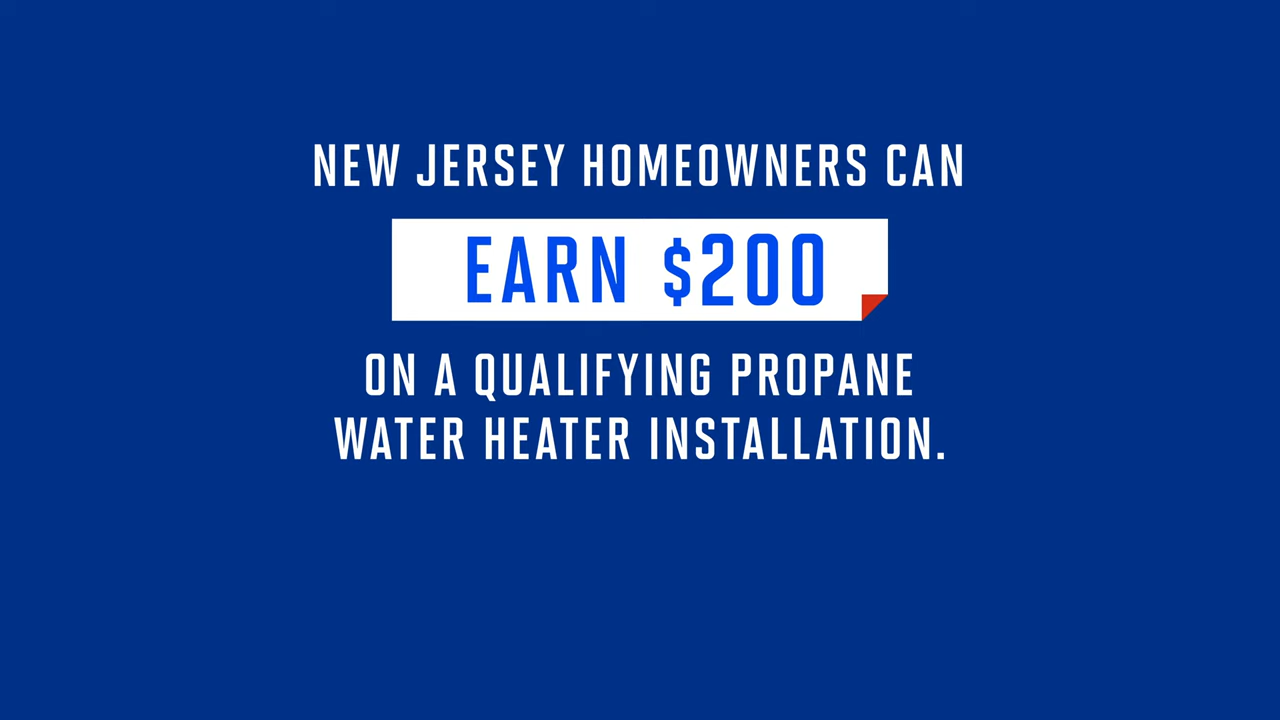 NEW JERSEY HOMEOWNERS CAN
EARN $200
ON A QUALIFYING PROPANE
WATER HEATER INSTALLATION.